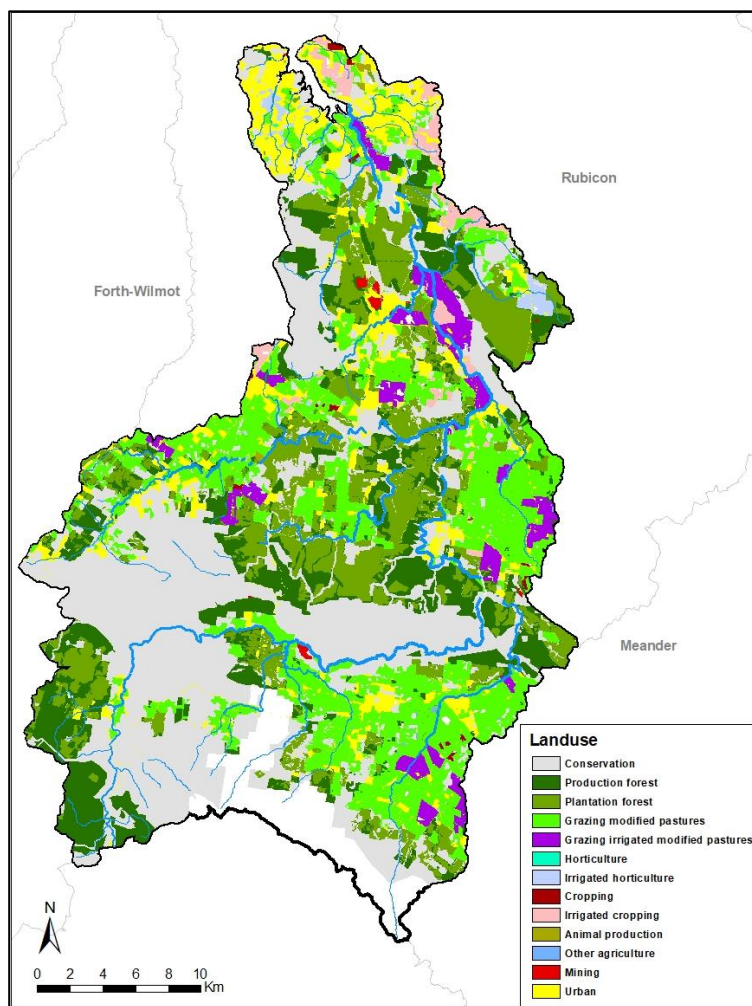 Rubicon
Forth-Wilmot
Meander
Landuse
Conservation
Production forest
Plantation forest
Grazing modified pastures
Grazing irrigated modified pastures
Horticulture
Irrigated horticulture
Cropping
Irrigated cropping
Animal production
Other agriculture
Mining
Urban
N
0 2 4 6 8 10
Km